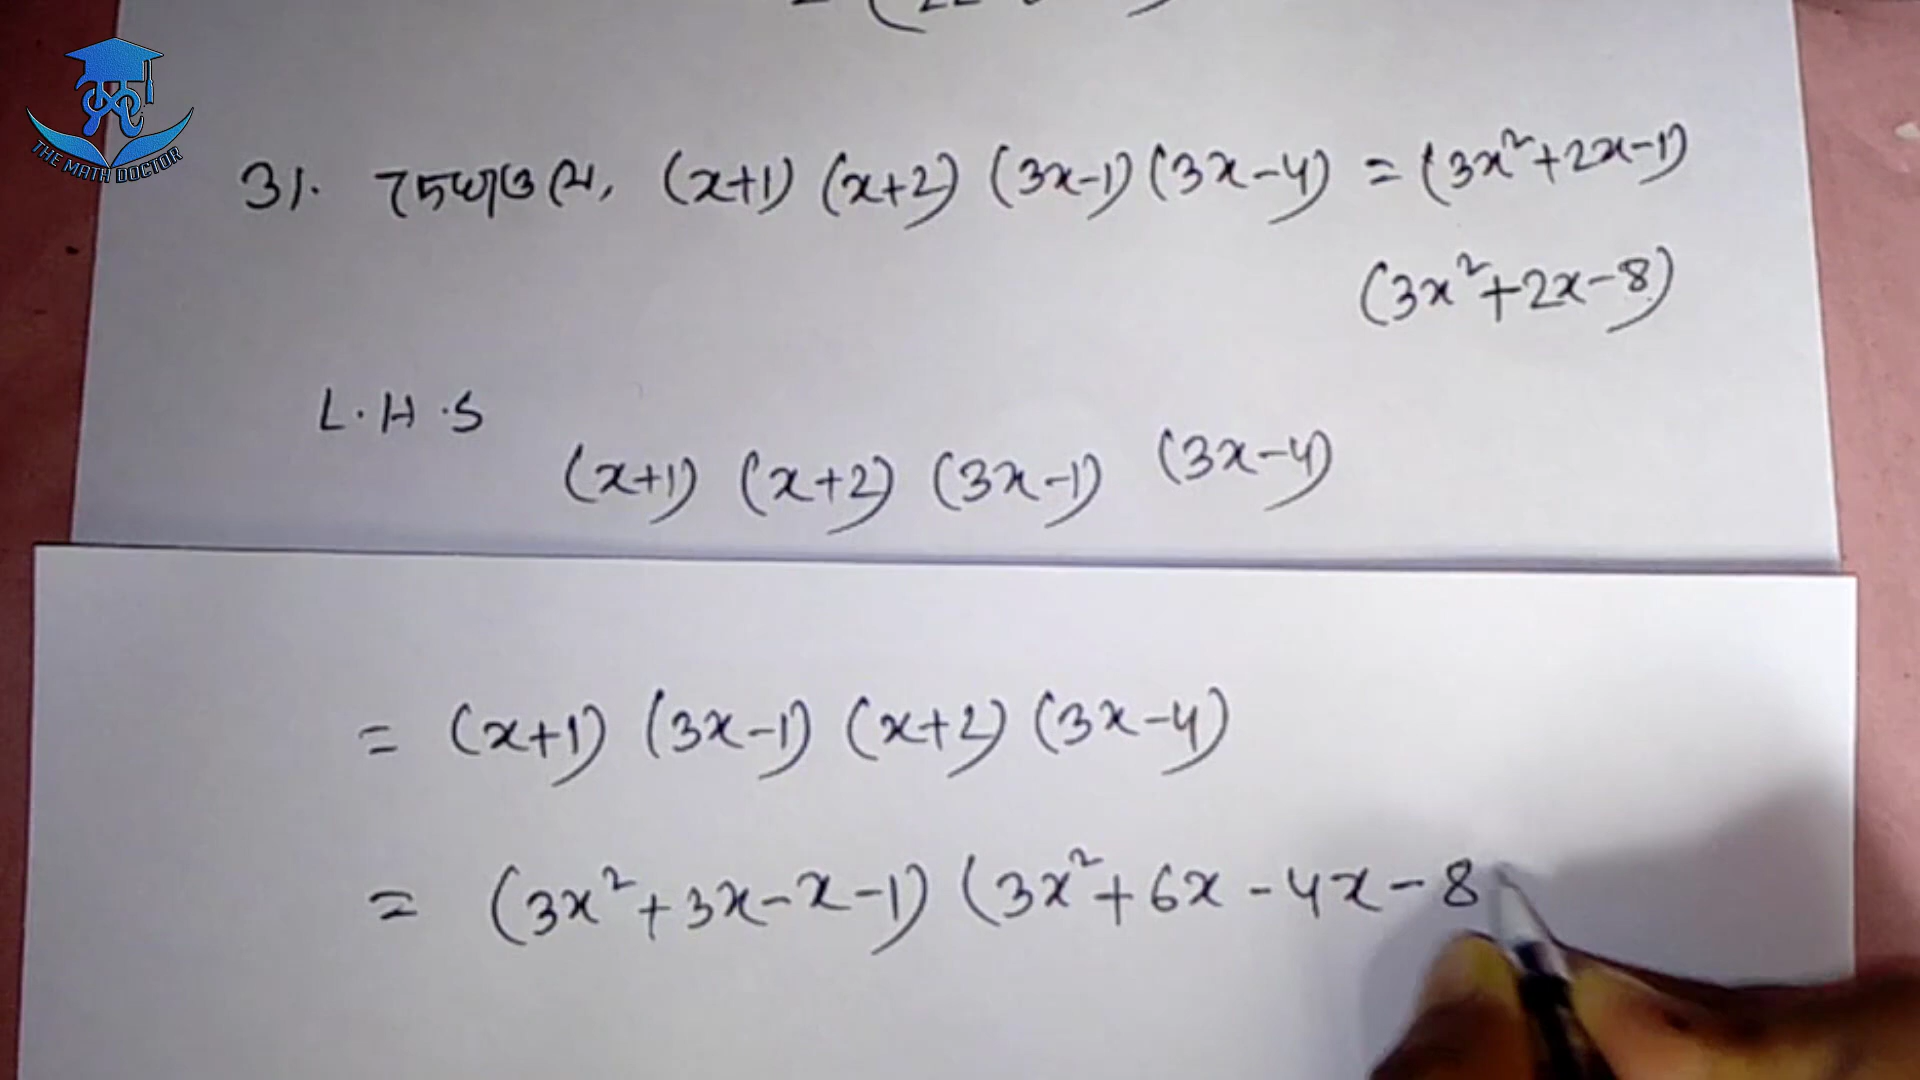 THE MATH DOCTOR
31. দেখাও যে, (x+1) (x+2) (3x-1) (3x-4) = (3x²+2x-1)
(3x²+2x-8)
L.H.S
(x+1) (x+2) (3x-1) (3x-4)
= (x+1) (3x-1) (x+2) (3x-4)
= (3x²+3x-x-1) (3x²+6x-4x-8